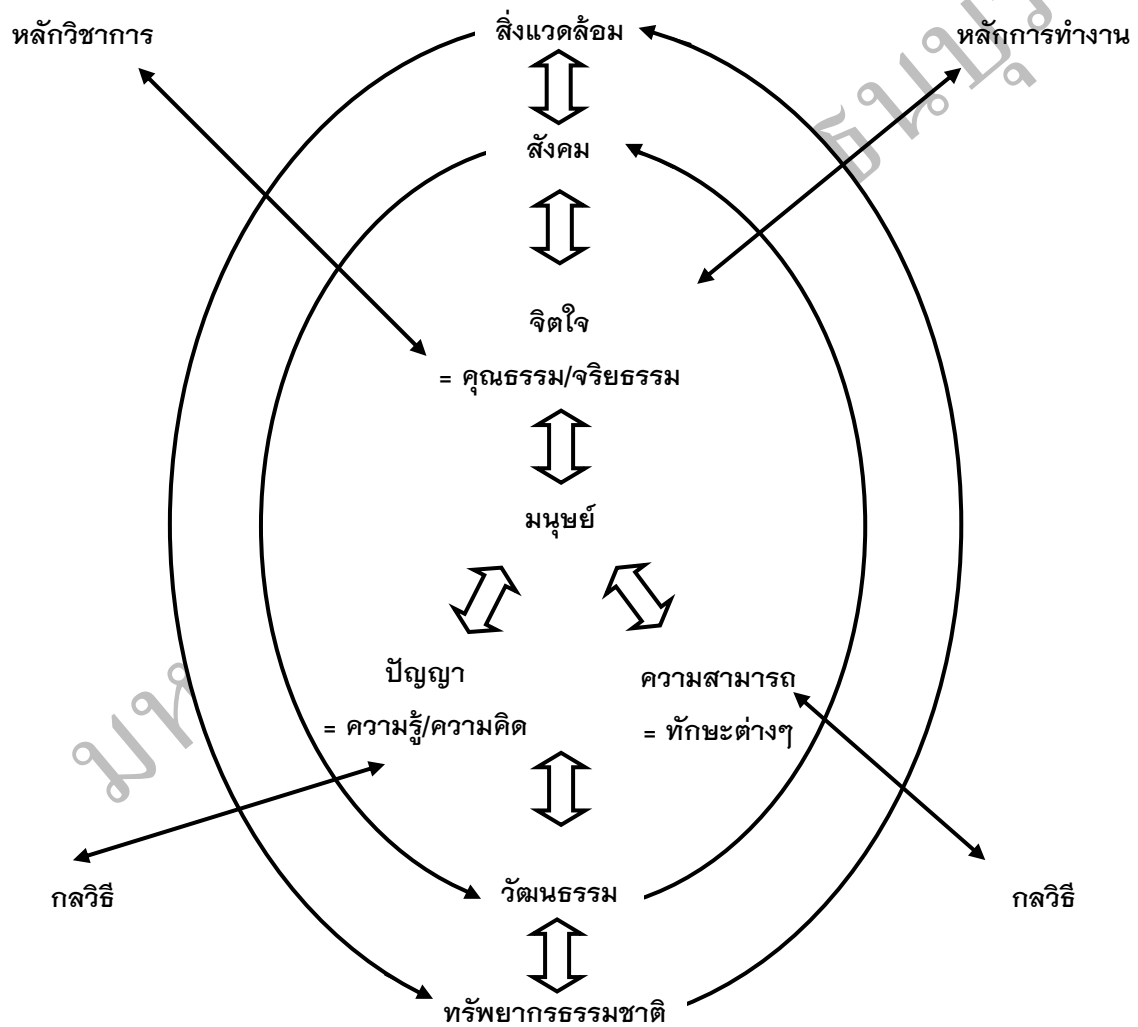 หลักวิชาการ
สิ่งแวดล้อม
หลักการทำงาน
สังคม
จิตใจ
= คุณธรรม/จริยธรรม
มนุษย์
ปัญญา
= ความรู้/ความคิด
ความสามารถ
= ทักษะต่างๆ
กลวิธี
วัฒนธรรม
กลวิธี
ทรัพยากรธรรมชาติ